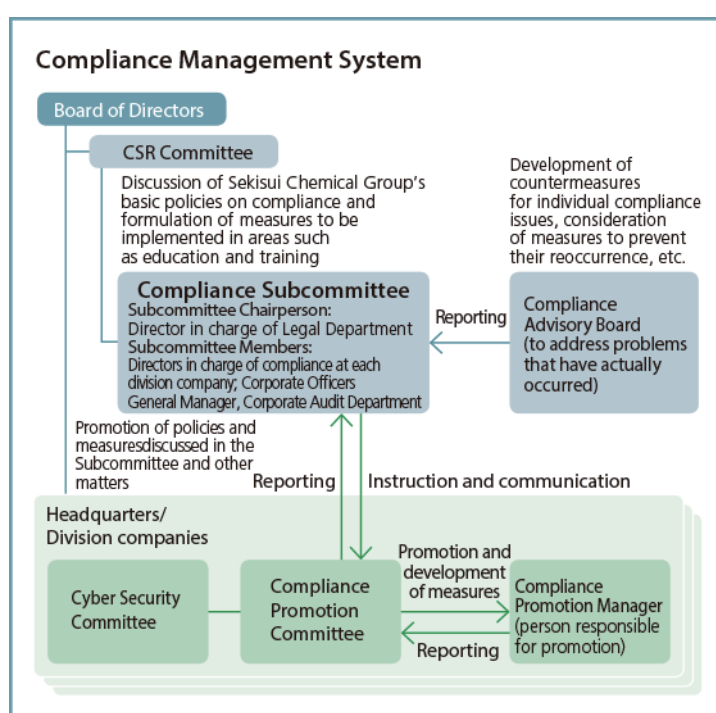 Compliance Management System
Board of Directors
CSR Committee
Discussion of Sekisui Chemical Group's
basic policies on compliance and
formulation of measures to be
implemented in areas such
as education and training
Development of
countermeasures
for individual compliance
issues, consideration
of measures to prevent
their reoccurrence, etc.
Compliance Subcommittee
Subcommittee Chairperson:
Director in charge of Legal Department
Subcommittee Members:
Directors in charge of compliance at each
division company; Corporate Officers
General Manager, Corporate Audit Department
Reporting
Compliance
Advisory Board
(to address problems
that have actually
occurred)
Promotion of policies and
measuresdiscussed in the
Subcommittee and other
matters
Reporting
Instruction and communication
Headquarters/
Division companies
Cyber Security
Committee
Compliance
Promotion
Committee
Promotion and
development
of measures
Reporting
Compliance
Promotion Manager
(person responsible
for promotion)